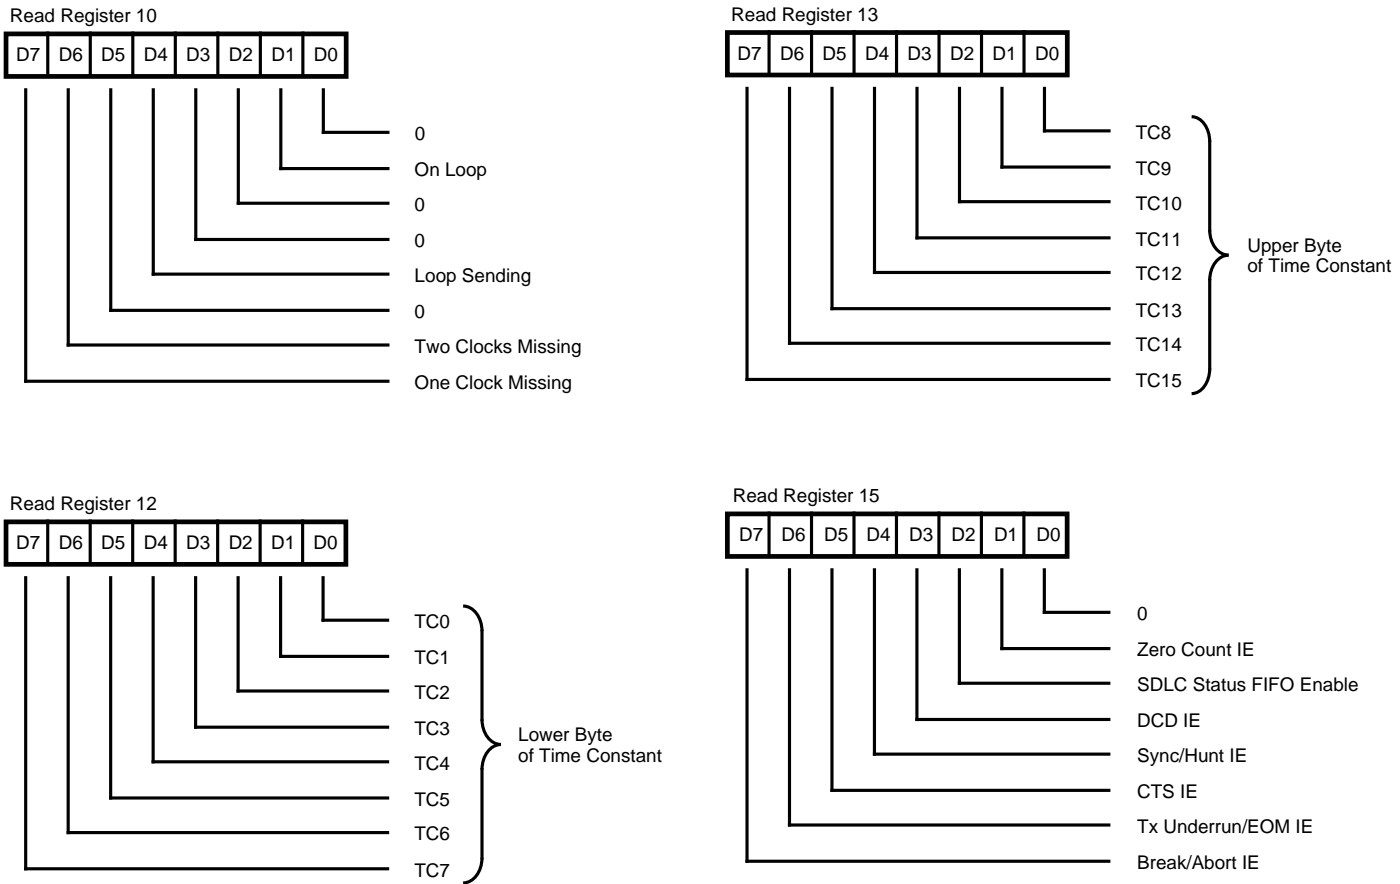 Read Register 10
D7 D6 D5 D4 D3 D2 D1 D0
0
On Loop
0
0
Loop Sending
0
Two Clocks Missing
One Clock Missing
Read Register 13
D7 D6 D5 D4 D3 D2 D1 D0
TC8
TC9
TC10
TC11
TC12
TC13
TC14
TC15
Upper Byte
of Time Constant
Read Register 12
D7 D6 D5 D4 D3 D2 D1 D0
TC0
TC1
TC2
TC3
TC4
TC5
TC6
TC7
Lower Byte
of Time Constant
Read Register 15
D7 D6 D5 D4 D3 D2 D1 D0
0
Zero Count IE
SDLC Status FIFO Enable
DCD IE
Sync/Hunt IE
CTS IE
Tx Underrun/EOM IE
Break/Abort IE